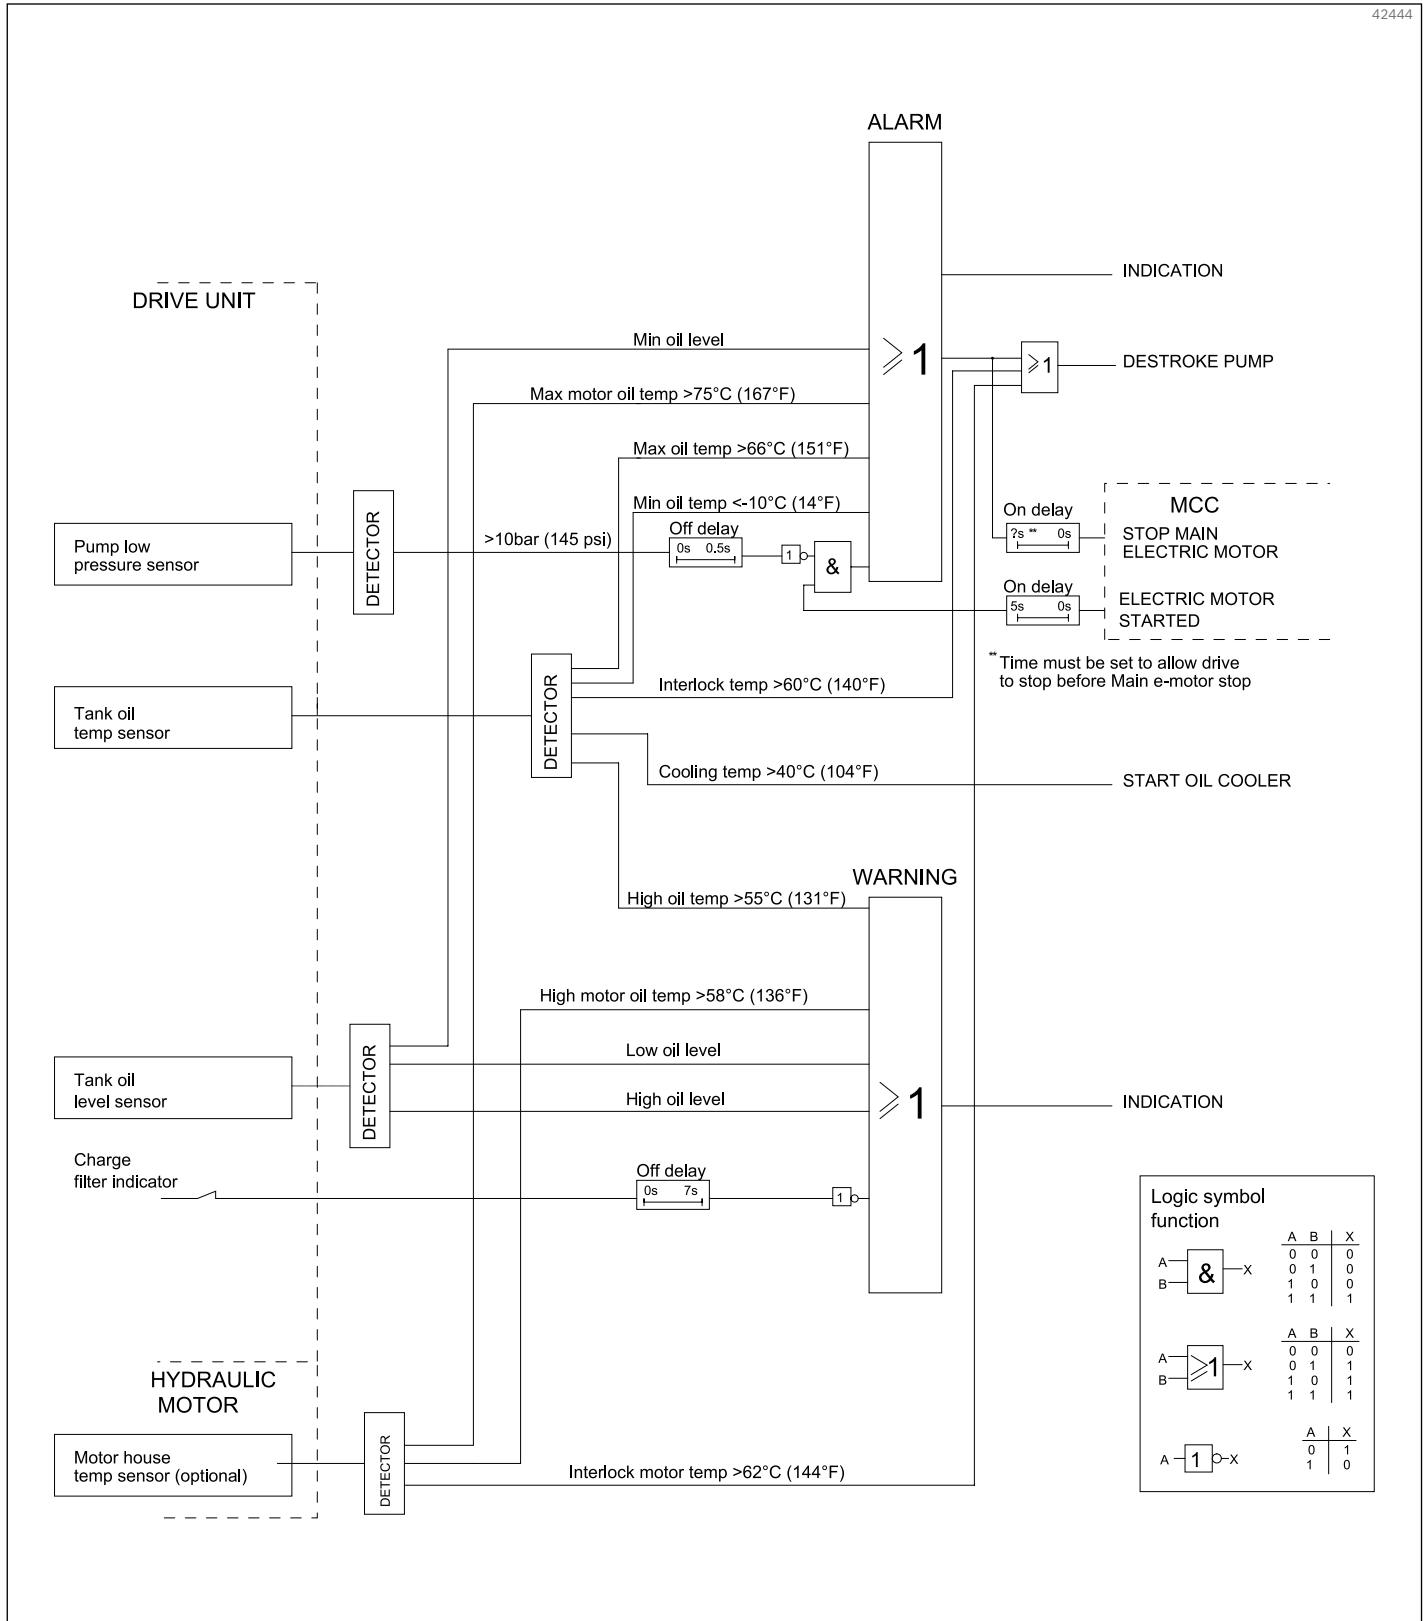 42444
ALARM
INDICATION
DRIVE UNIT
Min oil level
≥1
≥1
DESTROKE PUMP
Max motor oil temp >75°C (167°F)
Max oil temp >66°C (151°F)
Min oil temp <-10°C (14°F)
DETECTOR
Pump low
pressure sensor
>10bar (145 psi)
Off delay
0s 0.5s
1
&
On delay
?s ** 0s
MCC
STOP MAIN
ELECTRIC MOTOR
On delay
5s 0s
ELECTRIC MOTOR
STARTED
** Time must be set to allow drive
to stop before Main e-motor stop
DETECTOR
Tank oil
temp sensor
Interlock temp >60°C (140°F)
Cooling temp >40°C (104°F)
START OIL COOLER
WARNING
High oil temp >55°C (131°F)
High motor oil temp >58°C (136°F)
DETECTOR
Tank oil
level sensor
Low oil level
High oil level
≥1
INDICATION
Charge
filter indicator
Off delay
0s 7s
1
HYDRAULIC
MOTOR
DETECTOR
Motor house
temp sensor (optional)
Interlock motor temp >62°C (144°F)
Logic symbol
function
A
B
&
X
A B X
0 0 0
0 1 0
1 0 0
1 1 1
A
B
≥1
X
A B X
0 0 0
0 1 1
1 0 1
1 1 1
A 1 X
A X
0 1
1 0